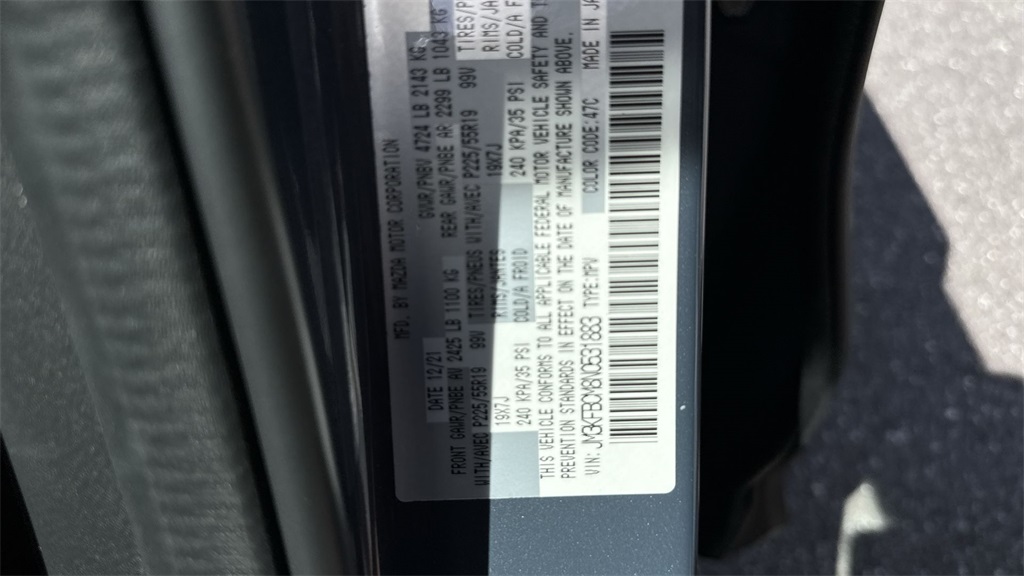 MFD. BY MAZDA MOTOR CORPORATION
DATE 12/21 GVWR/PNBV 4724 LB 2143 KG
FRONT GAWR/PNBE AV 2425 LB 1100 KG REAR GAWR/PNBE AR 2299 LB 1043 KG
WITH/AVEC P225/55R19 99V TIRES/PNEUS WITH/AVEC P225/55R19 99V TIRES/P
19X7J RIMS/JANTES 19X7J RIMS/JA
240 KPA/35 PSI COLD/A FROID 240 KPA/35 PSI COLD/A F
THIS VEHICLE CONFORMS TO ALL APPLICABLE FEDERAL MOTOR VEHICLE SAFETY AND T
PREVENTION STANDARDS IN EFFECT ON THE DATE OF MANUFACTURE SHOWN ABOVE.
VIN: JM3KFBCM8N0531883 TYPE:MPV COLOR CODE:47C MADE IN JA